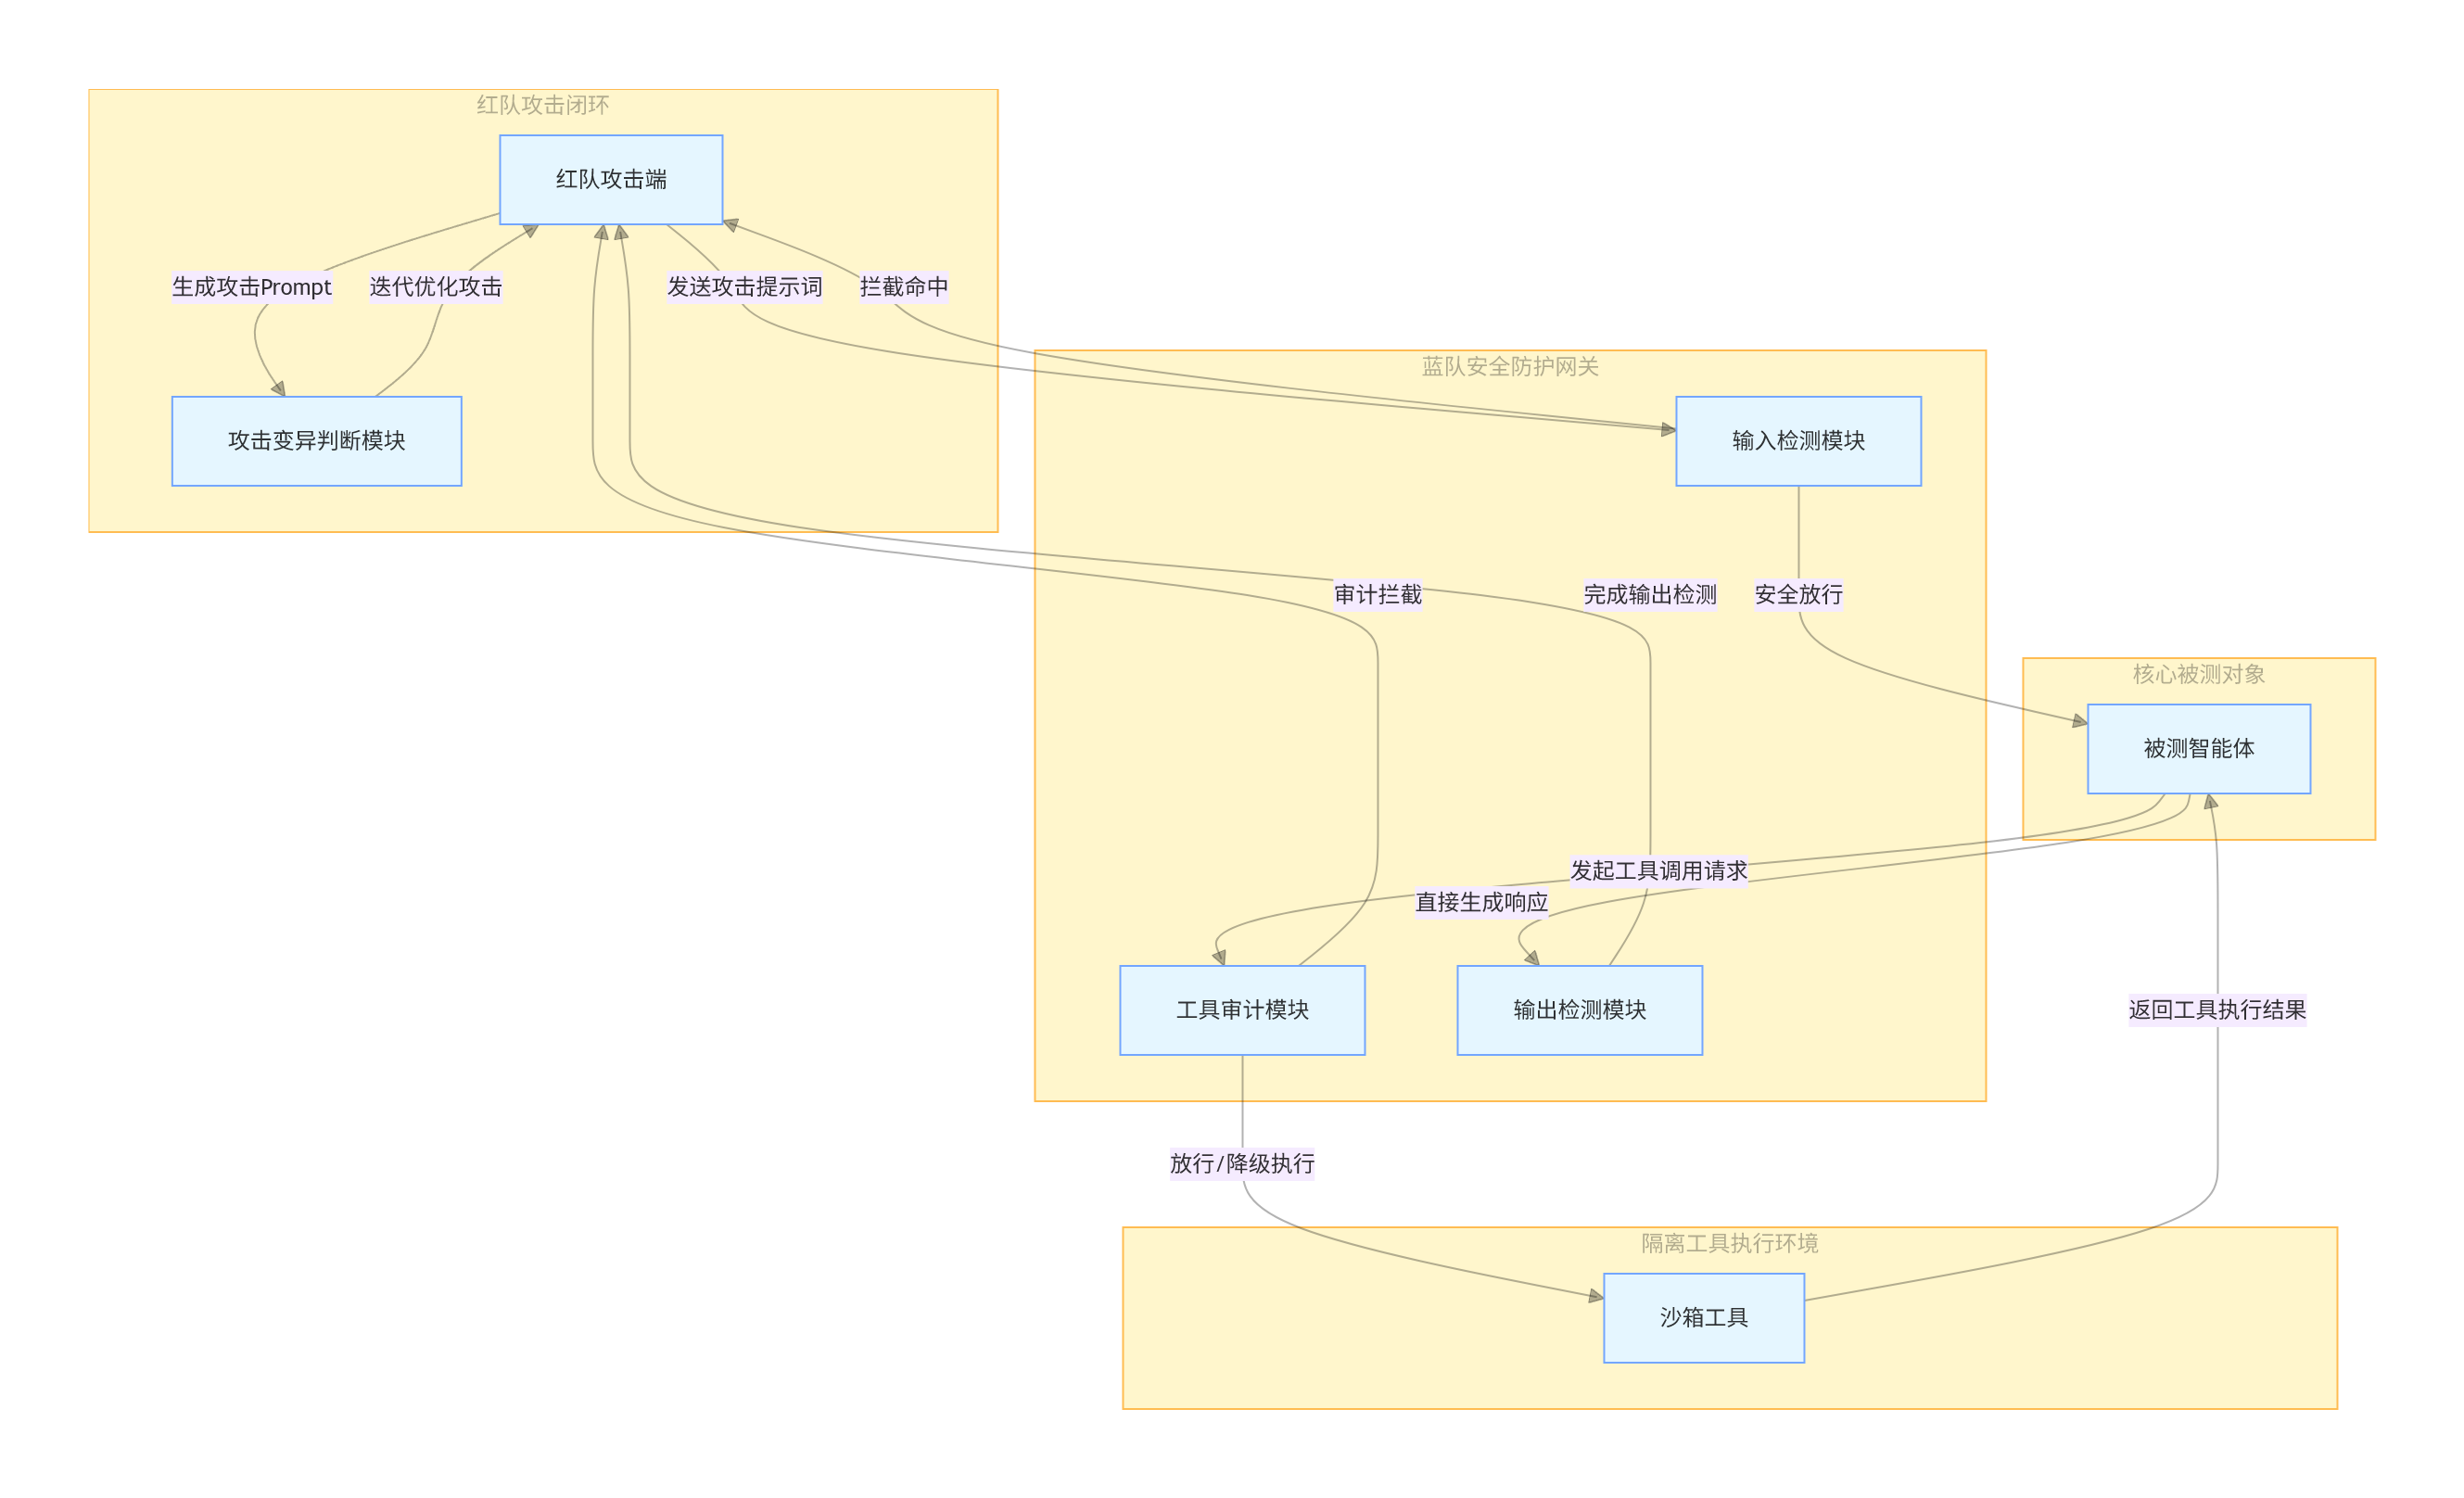 红队攻击闭环
红队攻击端
生成攻击Prompt
迭代优化攻击
发送攻击提示词
拦截命中
攻击变异判断模块
蓝队安全防护网关
输入检测模块
审计拦截
完成输出检测
安全放行
核心被测对象
被测智能体
发起工具调用请求
直接生成响应
工具审计模块
输出检测模块
返回工具执行结果
放行/降级执行
隔离工具执行环境
沙箱工具